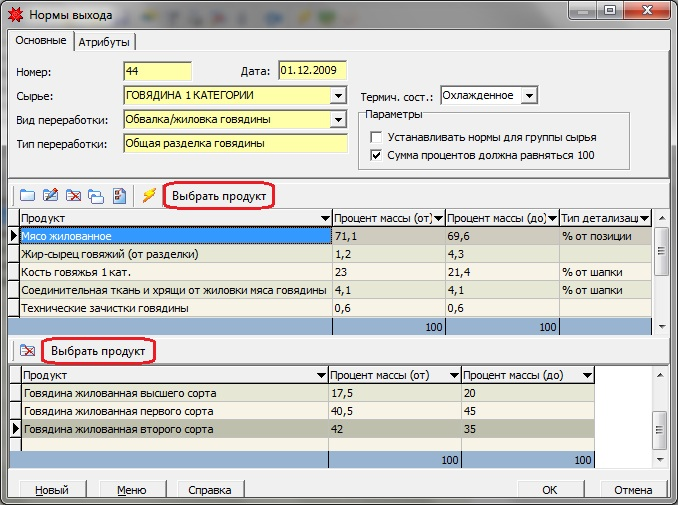 Нормы выхода
Основные Атрибуты
Номер: 44 Дата: 01.12.2009
Сырье: ГОВЯДИНА 1 КАТЕГОРИИ Термич. сост.: Охлажденное
Вид переработки: Обвалка/жиловка говядины Параметры
Устанавливать нормы для группы сырья
Тип переработки: Общая разделка говядины
Сумма процентов должна равняться 100
Выбрать продукт
Продукт Процент массы (от) Процент массы (до) Тип детализац
Мясо жилованное 71,1 69,6 % от позиции
Жир-сырец говяжий (от разделки) 1,2 4,3
Кость говяжья 1 кат. 23 21,4 % от шапки
Соединительная ткань и хрящи от жиловки мяса говядины 4,1 4,1 % от шапки
Технические зачистки говядины 0,6 0,6
100 100
Выбрать продукт
Продукт Процент массы (от) Процент массы (до)
Говядина жилованная высшего сорта 17,5 20
Говядина жилованная первого сорта 40,5 45
Говядина жилованная второго сорта 42 35
100 100
Новый Меню Справка ОК Отмена